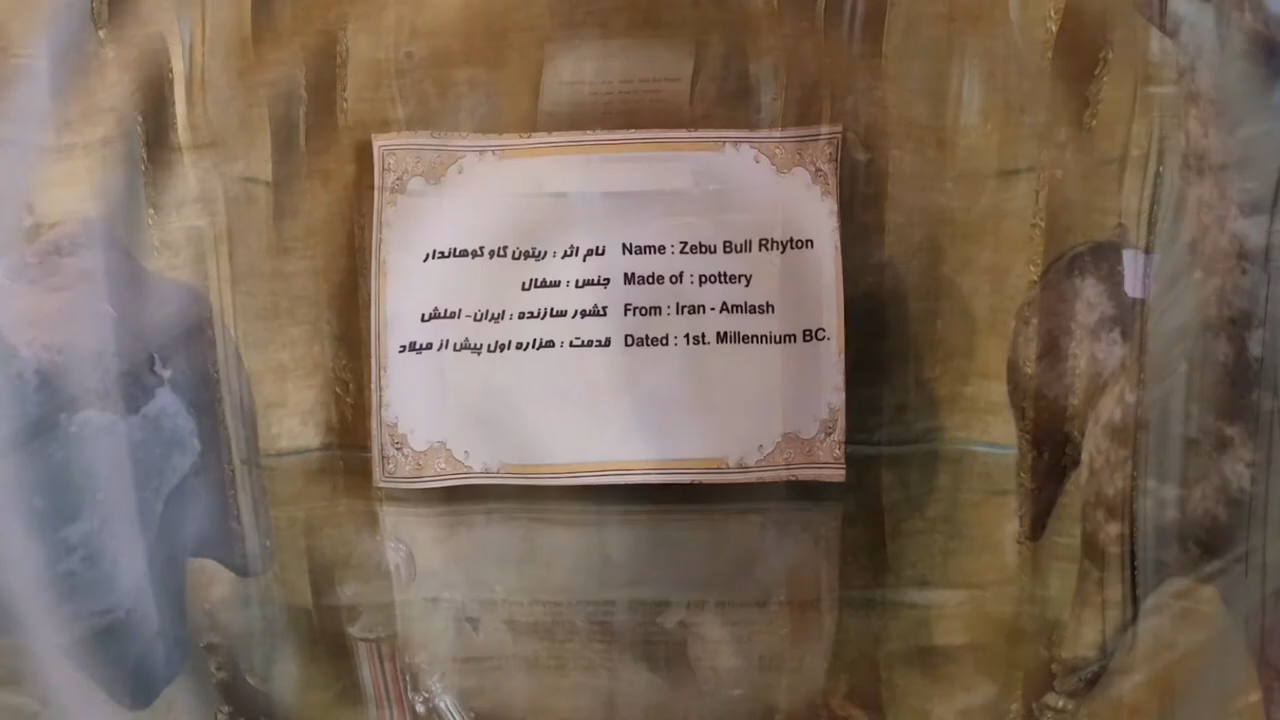 نام اثر : ریتون گاو کوهاندار Name : Zebu Bull Rhyton
جنس : سفال Made of : pottery
کشور سازنده : ایران- املش From : Iran - Amlash
قدمت : هزاره اول پیش از میلاد Dated : 1st. Millennium BC.